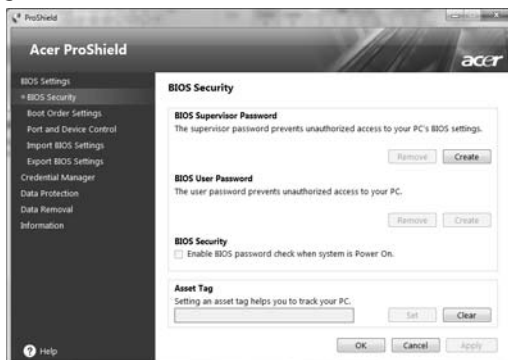 ProShield
Acer ProShield
acer
BIOS Settings
BIOS Security
Boot Order Settings
Port and Device Control
Import BIOS Settings
Export BIOS Settings
Credential Manager
Data Protection
Data Removal
Information
Help
BIOS Security
BIOS Supervisor Password
The supervisor password prevents unauthorized access to your PC's BIOS settings.
Remove Create
BIOS User Password
The user password prevents unauthorized access to your PC.
Remove Create
BIOS Security
Enable BIOS password check when system is Power On.
Asset Tag
Setting an asset tag helps you to track your PC.
Set Clear
OK Cancel Apply